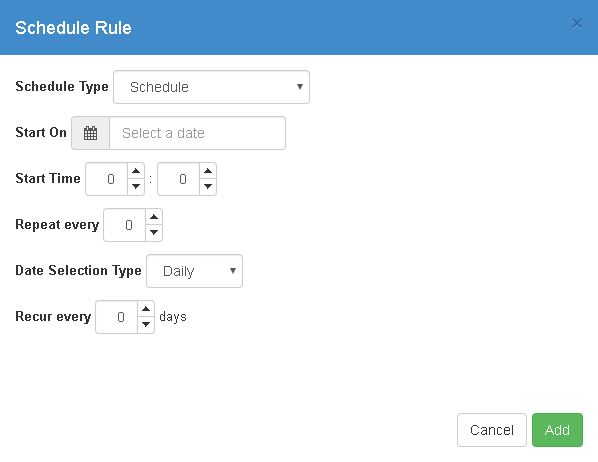 Schedule Rule ×
Schedule Type Schedule
Start On Select a date
Start Time 0 : 0
Repeat every 0
Date Selection Type Daily
Recur every 0 days
Cancel Add